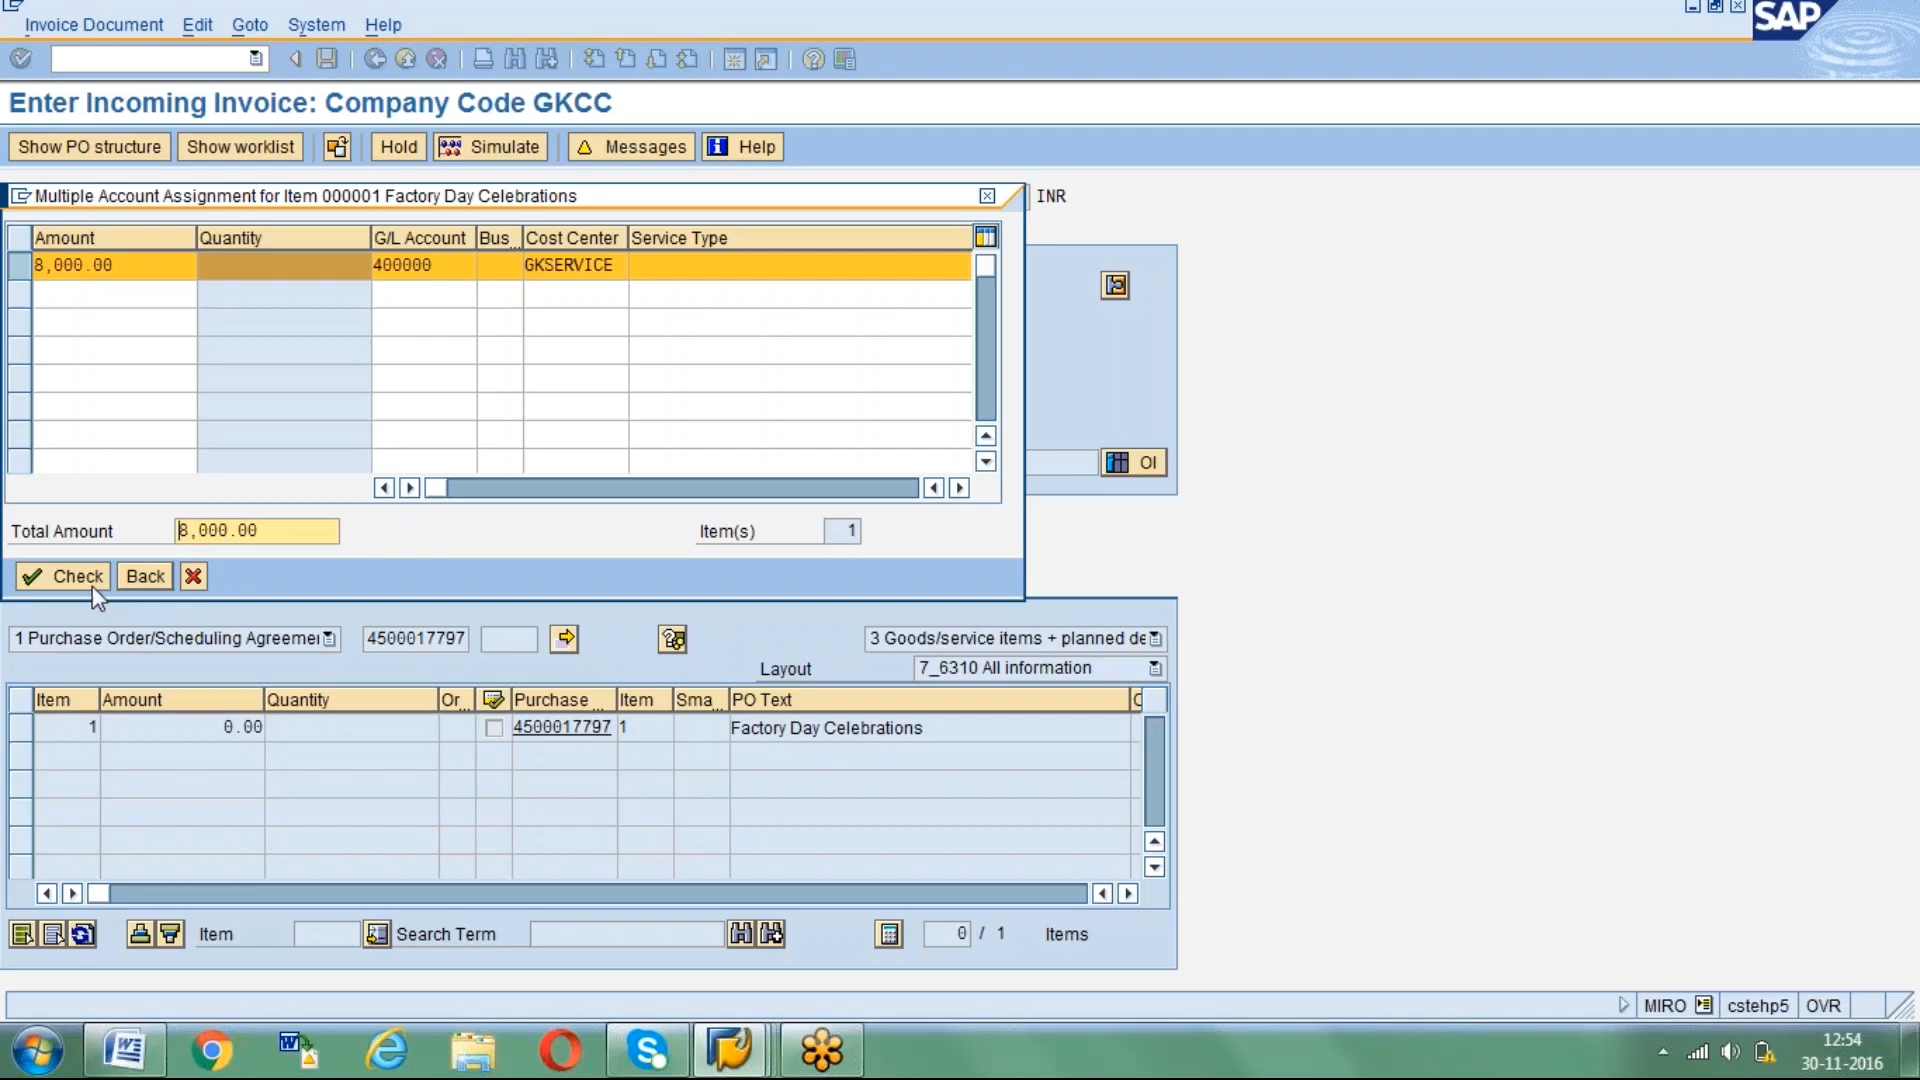 Invoice Document Edit Goto System Help
SAP
Enter Incoming Invoice: Company Code GKCC
Show PO structure Show worklist Hold Simulate Messages Help
Multiple Account Assignment for Item 000001 Factory Day Celebrations INR
Amount Quantity G/L Account Bus... Cost Center Service Type
8,000.00 400000 GKSERVICE
OI
Total Amount 8,000.00 Item(s) 1
Check Back
1 Purchase Order/Scheduling Agreemer 4500017797 3 Goods/service items + planned de
Layout 7_6310 All information
Item Amount Quantity Or... Purchase ... Item Sma... PO Text C
1 0.00 4500017797 1 Factory Day Celebrations
Item Search Term 0 / 1 Items
MIRO cstehp5 OVR
12:54
30-11-2016